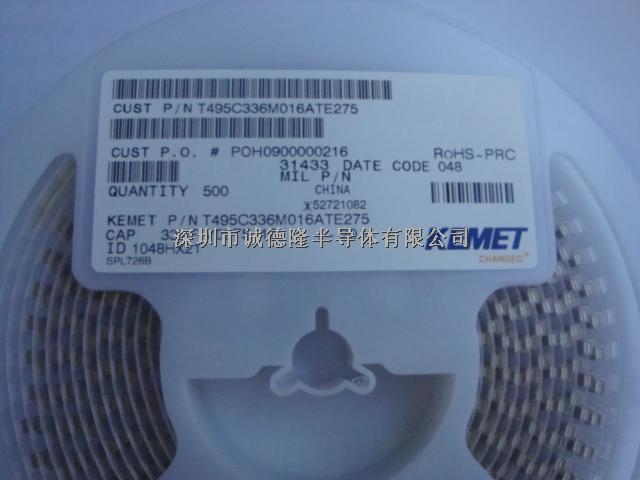 CUST P/N T495C336M016ATE275
CUST P.O. # POH0900000216
RoHS-PRC
31433 DATE CODE 048
MIL P/N
QUANTITY 500
CHINA
*52721082
KEMET P/N T495C336M016ATE275
CAP
深圳市诚德隆半导体有限公司
KEMET
CHARGED
ID 1048HX21
SPL726B